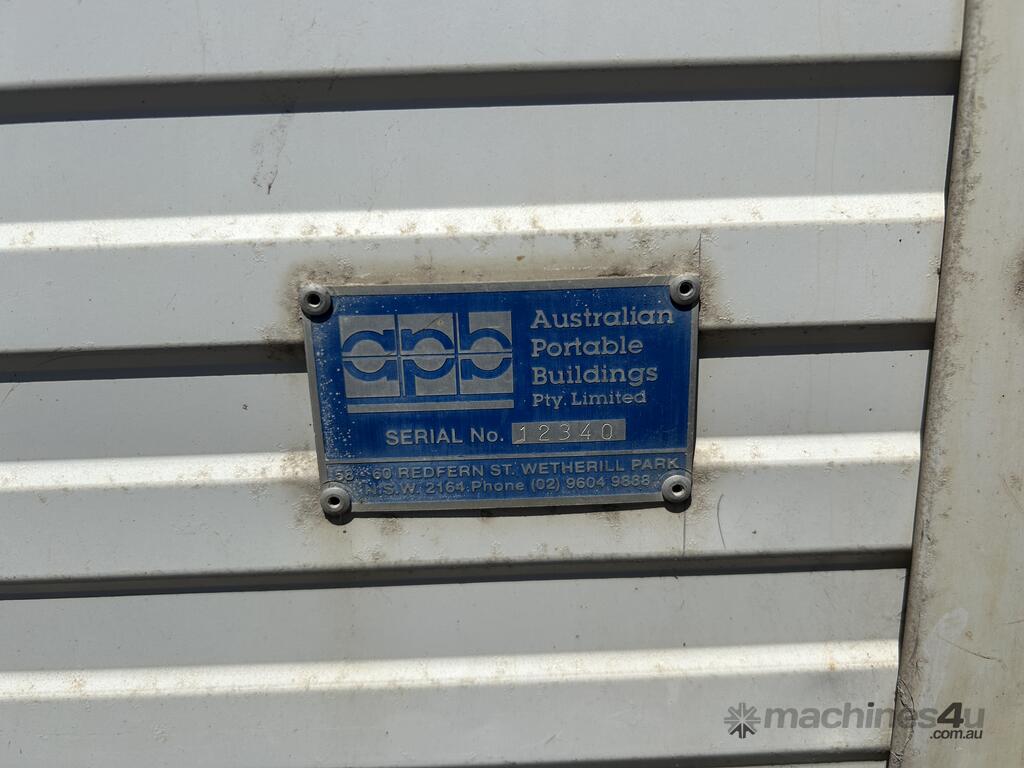 apb
Australian
Portable
Buildings
Pty. Limited
SERIAL No. 12340
58 60 REDFERN ST. WETHERILL PARK
N.S.W. 2164. Phone (02) 9604 9888
machines4u
.com.au